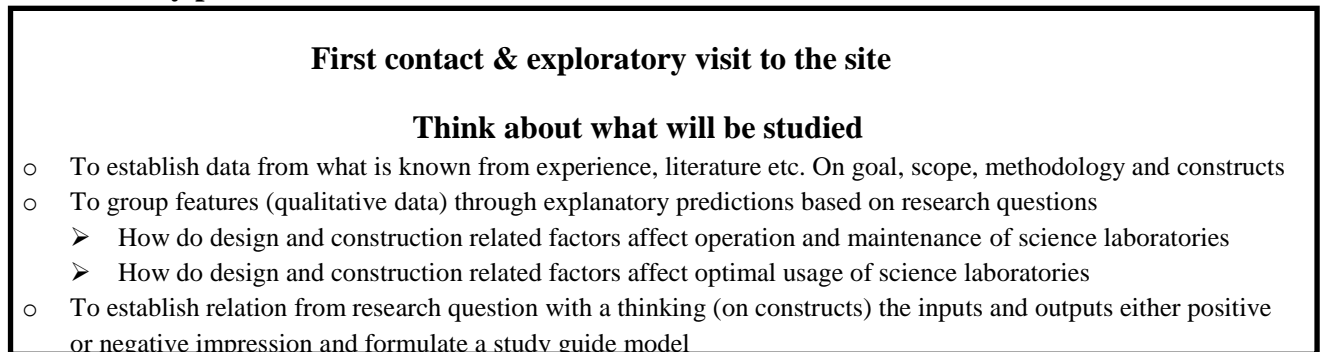 First contact & exploratory visit to the site
Think about what will be studied
o To establish data from what is known from experience, literature etc. On goal, scope, methodology and constructs
o To group features (qualitative data) through explanatory predictions based on research questions
➤ How do design and construction related factors affect operation and maintenance of science laboratories
➤ How do design and construction related factors affect optimal usage of science laboratories
o To establish relation from research question with a thinking (on constructs) the inputs and outputs either positive
or negative impression and formulate a study guide model